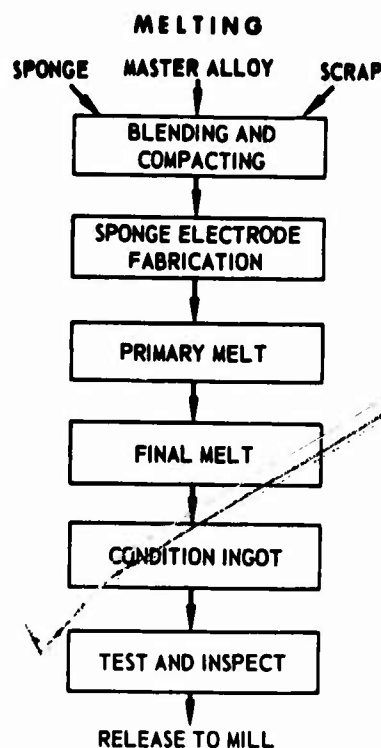 MELTING
SPONGE MASTER ALLOY SCRAP
BLENDING AND
COMPACTING
SPONGE ELECTRODE
FABRICATION
PRIMARY MELT
FINAL MELT
CONDITION INGOT
TEST AND INSPECT
RELEASE TO MILL